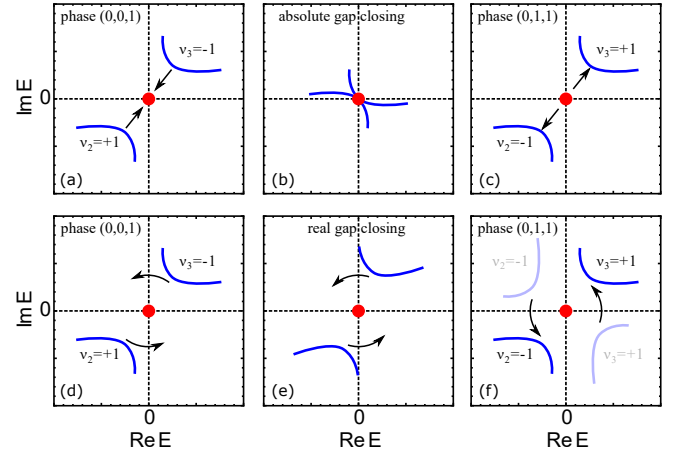 phase (0,0,1)
ν3=-1
Im E
0
ν2=+1
(a)
absolute gap closing
(b)
phase (0,1,1)
ν3=+1
ν2=-1
(c)
phase (0,0,1)
ν3=-1
Im E
0
ν2=+1
(d)
0
Re E
real gap closing
(e)
0
Re E
phase (0,1,1)
ν2=-1
ν3=+1
ν2=-1
ν3=+1
(f)
0
Re E